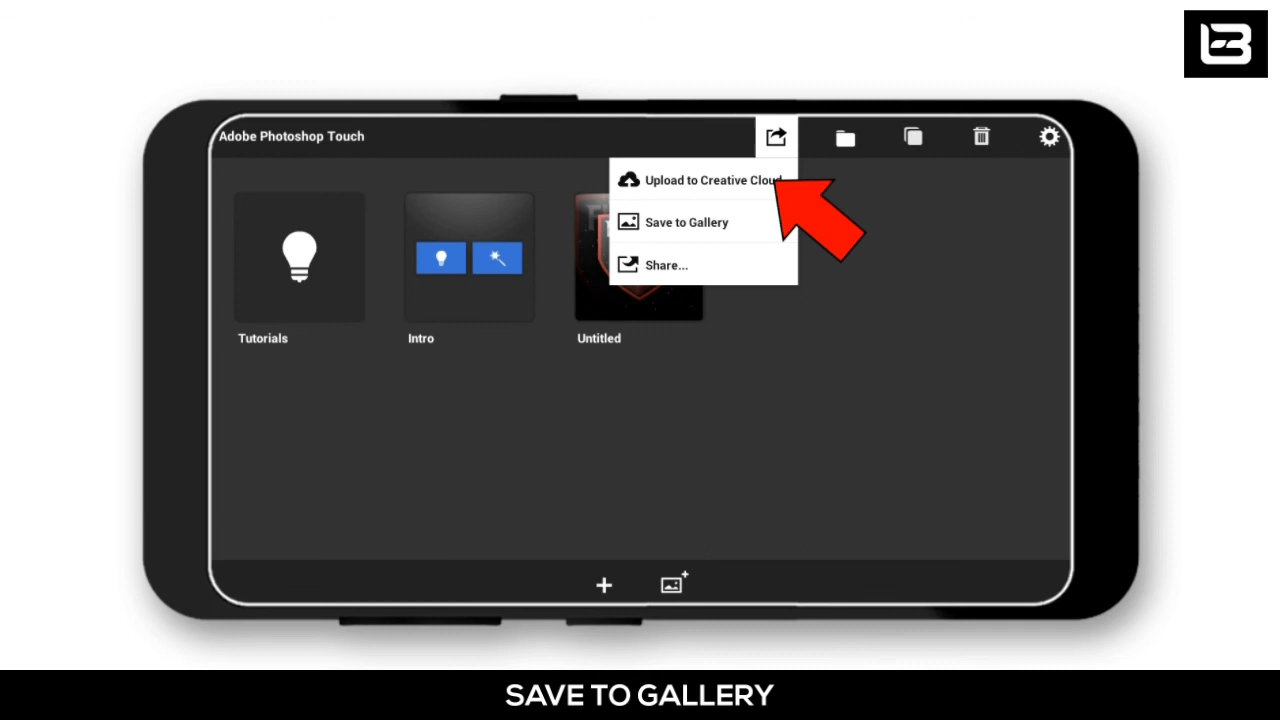 Adobe Photoshop Touch
Upload to Creative Cloud
Save to Gallery
Share...
Tutorials
Intro
Untitled
SAVE TO GALLERY